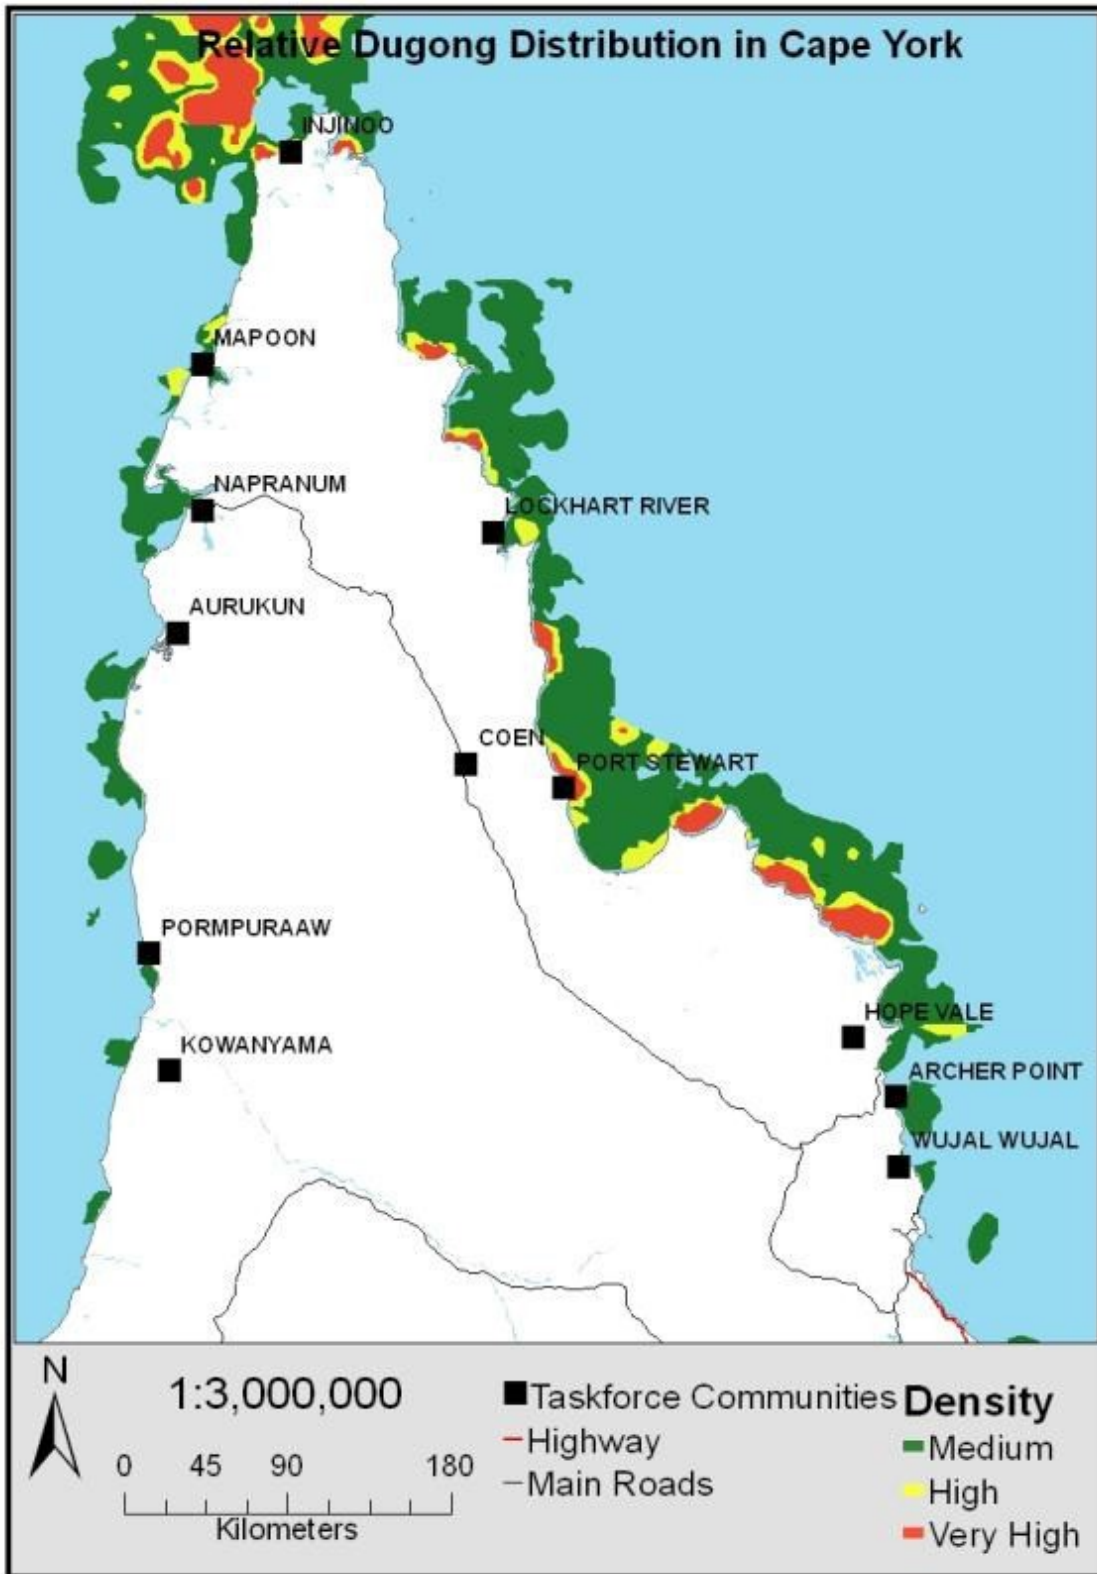 Relative Dugong Distribution in Cape York
INJINOO
MAPOON
NAPRANUM
LOCKHART RIVER
AURUKUN
COEN
PORT STEWART
PORMPURAAW
HOPE VALE
KOWANYAMA
ARCHER POINT
WUJAL WUJAL
N
1:3,000,000
0 45 90 180
Kilometers
Taskforce Communities
Highway
Main Roads
Density
Medium
High
Very High